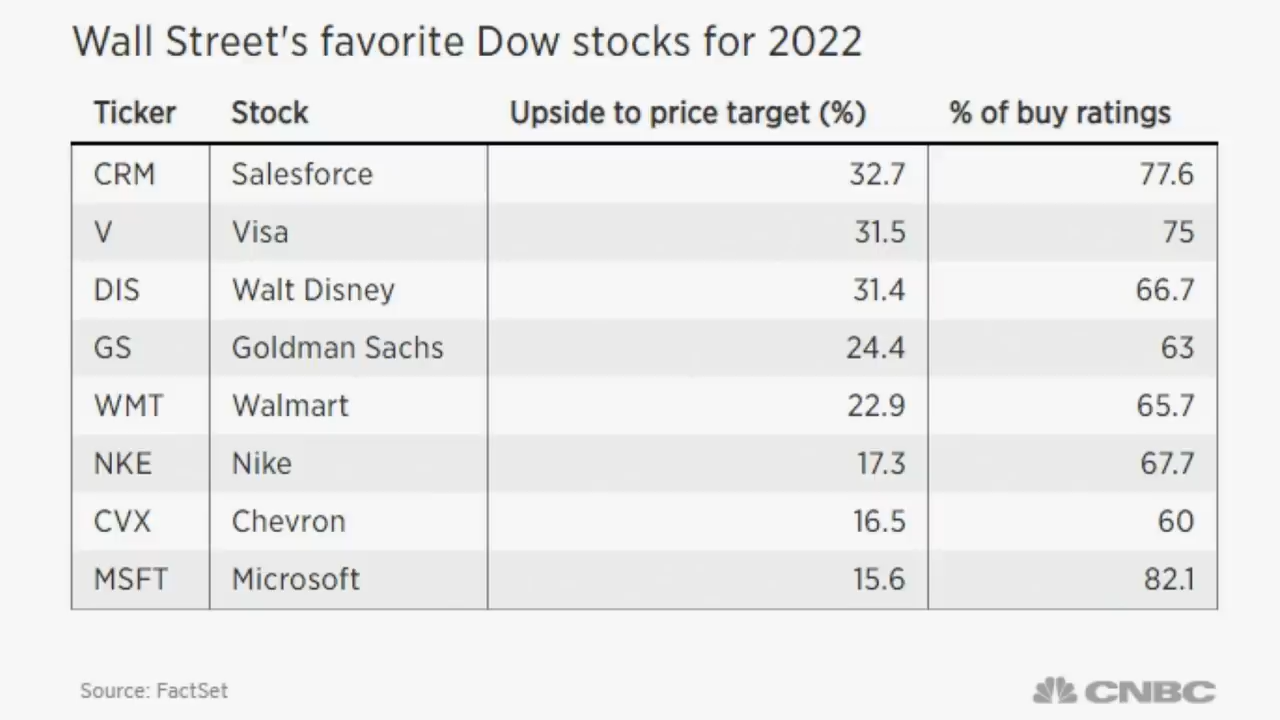 Wall Street's favorite Dow stocks for 2022
Ticker Stock Upside to price target (%) % of buy ratings
CRM Salesforce 32.7 77.6
V Visa 31.5 75
DIS Walt Disney 31.4 66.7
GS Goldman Sachs 24.4 63
WMT Walmart 22.9 65.7
NKE Nike 17.3 67.7
CVX Chevron 16.5 60
MSFT Microsoft 15.6 82.1
Source: FactSet CNBC